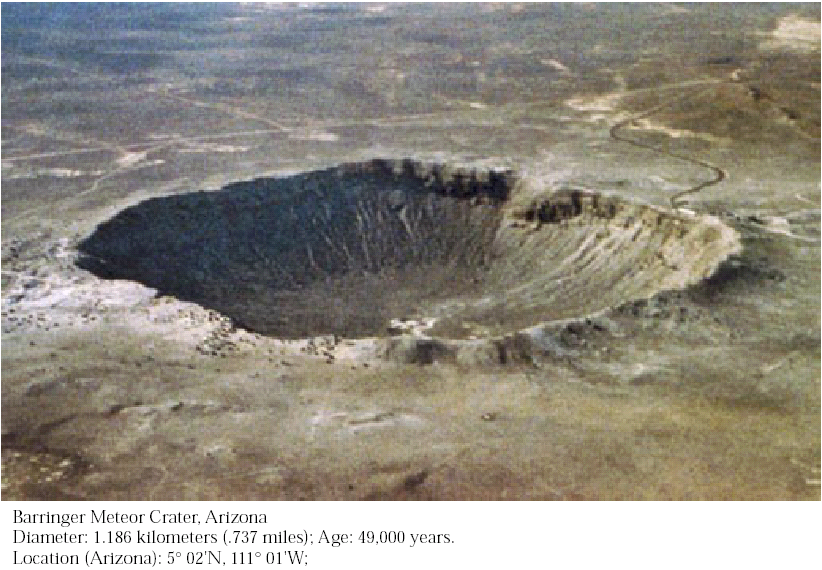 Barringer Meteor Crater, Arizona
Diameter: 1.186 kilometers (.737 miles); Age: 49,000 years.
Location (Arizona): 5° 02'N, 111° 01'W;